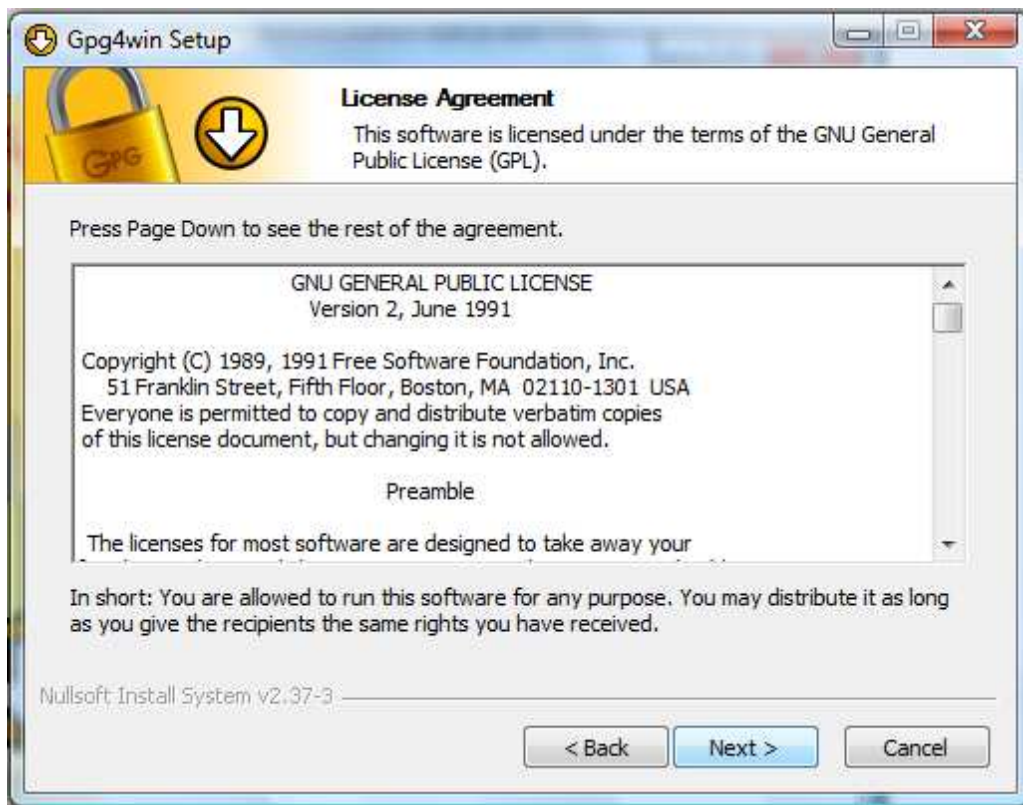 Gpg4win Setup
GPG
License Agreement
This software is licensed under the terms of the GNU General
Public License (GPL).
Press Page Down to see the rest of the agreement.
GNU GENERAL PUBLIC LICENSE
Version 2, June 1991
Copyright (C) 1989, 1991 Free Software Foundation, Inc.
51 Franklin Street, Fifth Floor, Boston, MA 02110-1301 USA
Everyone is permitted to copy and distribute verbatim copies
of this license document, but changing it is not allowed.
Preamble
The licenses for most software are designed to take away your
In short: You are allowed to run this software for any purpose. You may distribute it as long
as you give the recipients the same rights you have received.
Nullsoft Install System v2.37-3
< Back Next > Cancel